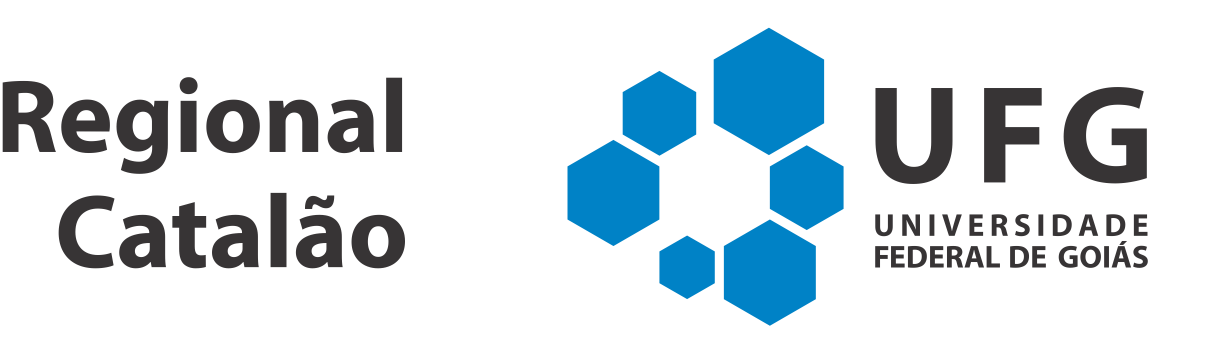 Regional
Catalão
UFG
UNIVERSIDADE
FEDERAL DE GOIÁS